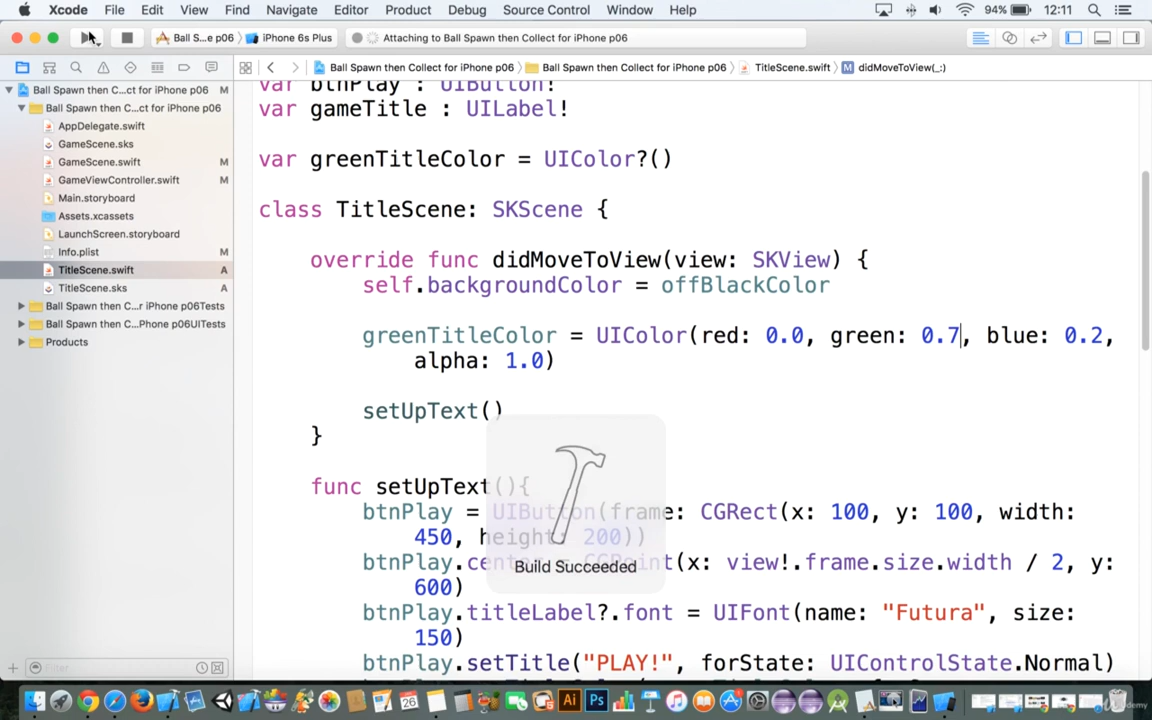 Xcode File Edit View Find Navigate Editor Product Debug Source Control Window Help 94% 12:11
Ball S...e p06 iPhone 6s Plus Attaching to Ball Spawn then Collect for iPhone p06
Ball Spawn then Collect for iPhone p06 Ball Spawn then Collect for iPhone p06 TitleScene.swift M didMoveToView(_:)
Ball Spawn then C...ct for iPhone p06 M
Ball Spawn then C...ct for iPhone p06
AppDelegate.swift
GameScene.sks
GameScene.swift M
GameViewController.swift M
Main.storyboard
Assets.xcassets
LaunchScreen.storyboard
Info.plist M
TitleScene.swift A
TitleScene.sks A
Ball Spawn then C...r iPhone p06Tests
Ball Spawn then C...Phone p06UITests
Products
Filter
var btnPlay : UIButton!
var gameTitle : UILabel!
var greenTitleColor = UIColor?()
class TitleScene: SKScene {
override func didMoveToView(view: SKView) {
self.backgroundColor = offBlackColor
greenTitleColor = UIColor(red: 0.0, green: 0.7, blue: 0.2,
alpha: 1.0)
setUpText()
}
func setUpText(){
btnPlay = UIButton(frame: CGRect(x: 100, y: 100, width:
450, height: 200))
btnPlay.center = CGPoint(x: view!.frame.size.width / 2, y:
600)
btnPlay.titleLabel?.font = UIFont(name: "Futura", size:
150)
btnPlay.setTitle("PLAY!", forState: UIControlState.Normal)
Build Succeeded
Udemy